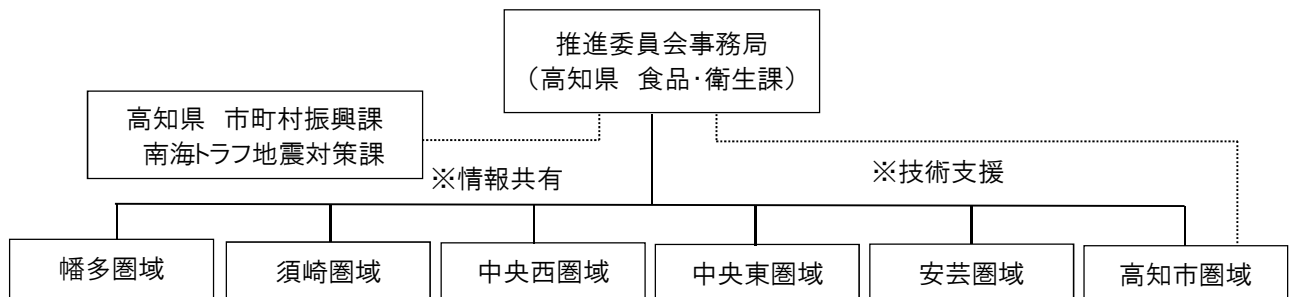 推進委員会事務局
（高知県　食品・衛生課）
高知県　市町村振興課
南海トラフ地震対策課
※情報共有
※技術支援
幡多圏域
須崎圏域
中央西圏域
中央東圏域
安芸圏域
高知市圏域